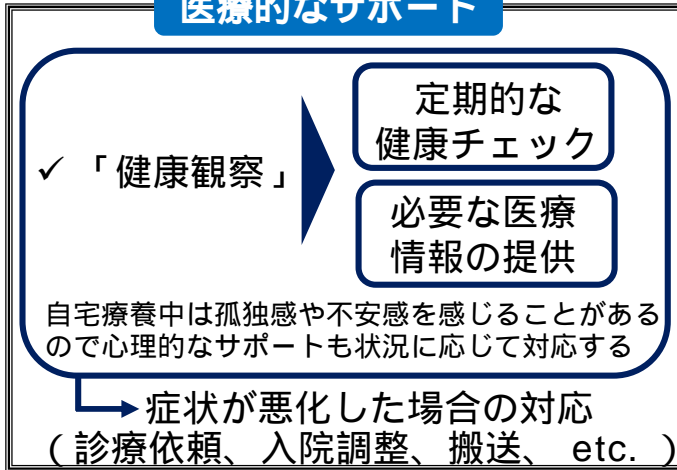 医療的なサポート
✓ 「健康観察」
定期的な
健康チェック
必要な医療
情報の提供
自宅療養中は孤独感や不安感を感じることがある
ので心理的なサポートも状況に応じて対応する
症状が悪化した場合の対応
（診療依頼、入院調整、搬送、 etc. ）